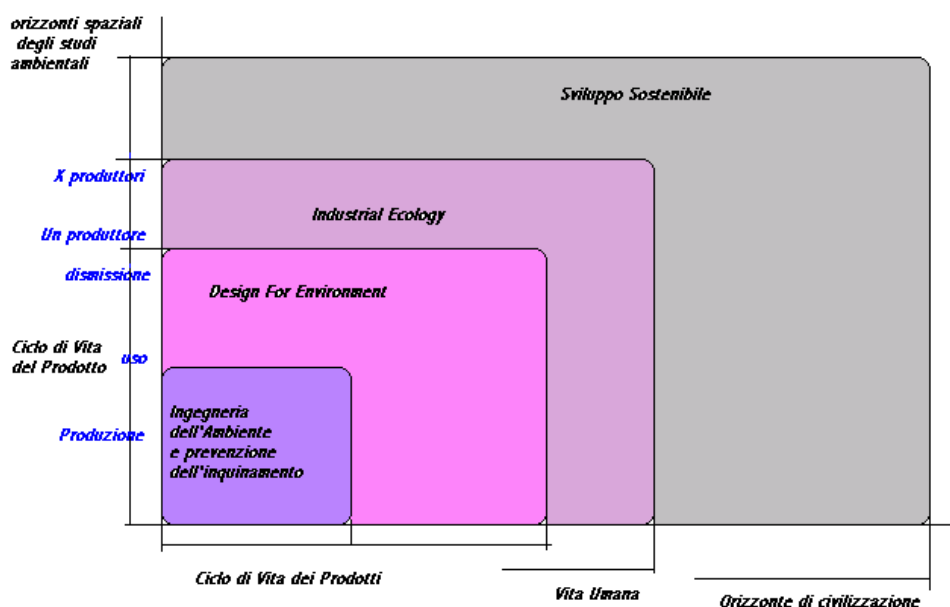 orizzonti spaziali
degli studi
ambientali
Sviluppo Sostenibile
X produttori
Industrial Ecology
Un produttore
dismissione
Design For Environment
Ciclo di Vita
del Prodotto
uso
Ingegneria
dell'Ambiente
e prevenzione
dell'inquinamento
Produzione
Ciclo di Vita dei Prodotti
Vita Umana
Orizzonte di civilizzazione